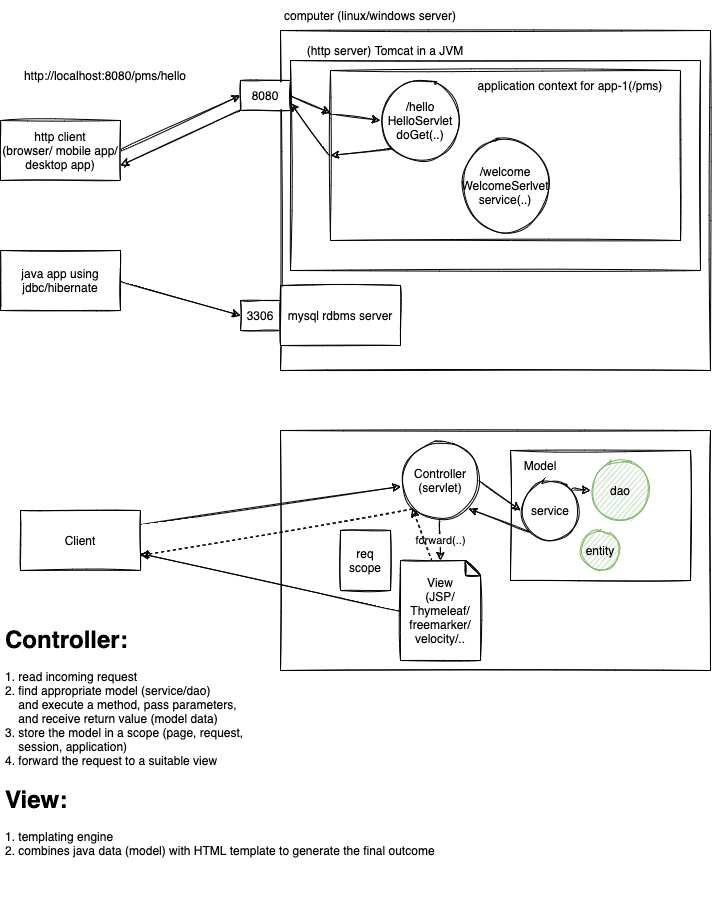 computer (linux/windows server)
(http server) Tomcat in a JVM
http://localhost:8080/pms/hello
8080
application context for app-1(/pms)
/hello
HelloServlet
doGet(..)
http client
(browser/ mobile app/
desktop app)
/welcome
WelcomeSerlvet
service(..)
java app using
jdbc/hibernate
3306
mysql rdbms server
Controller
(servlet)
Model
service
dao
entity
Client
forward(..)
req
scope
View
(JSP/
Thymeleaf/
freemarker/
velocity/..
Controller:
1. read incoming request
2. find appropriate model (service/dao)
and execute a method, pass parameters,
and receive return value (model data)
3. store the model in a scope (page, request,
session, application)
4. forward the request to a suitable view
View:
1. templating engine
2. combines java data (model) with HTML template to generate the final outcome